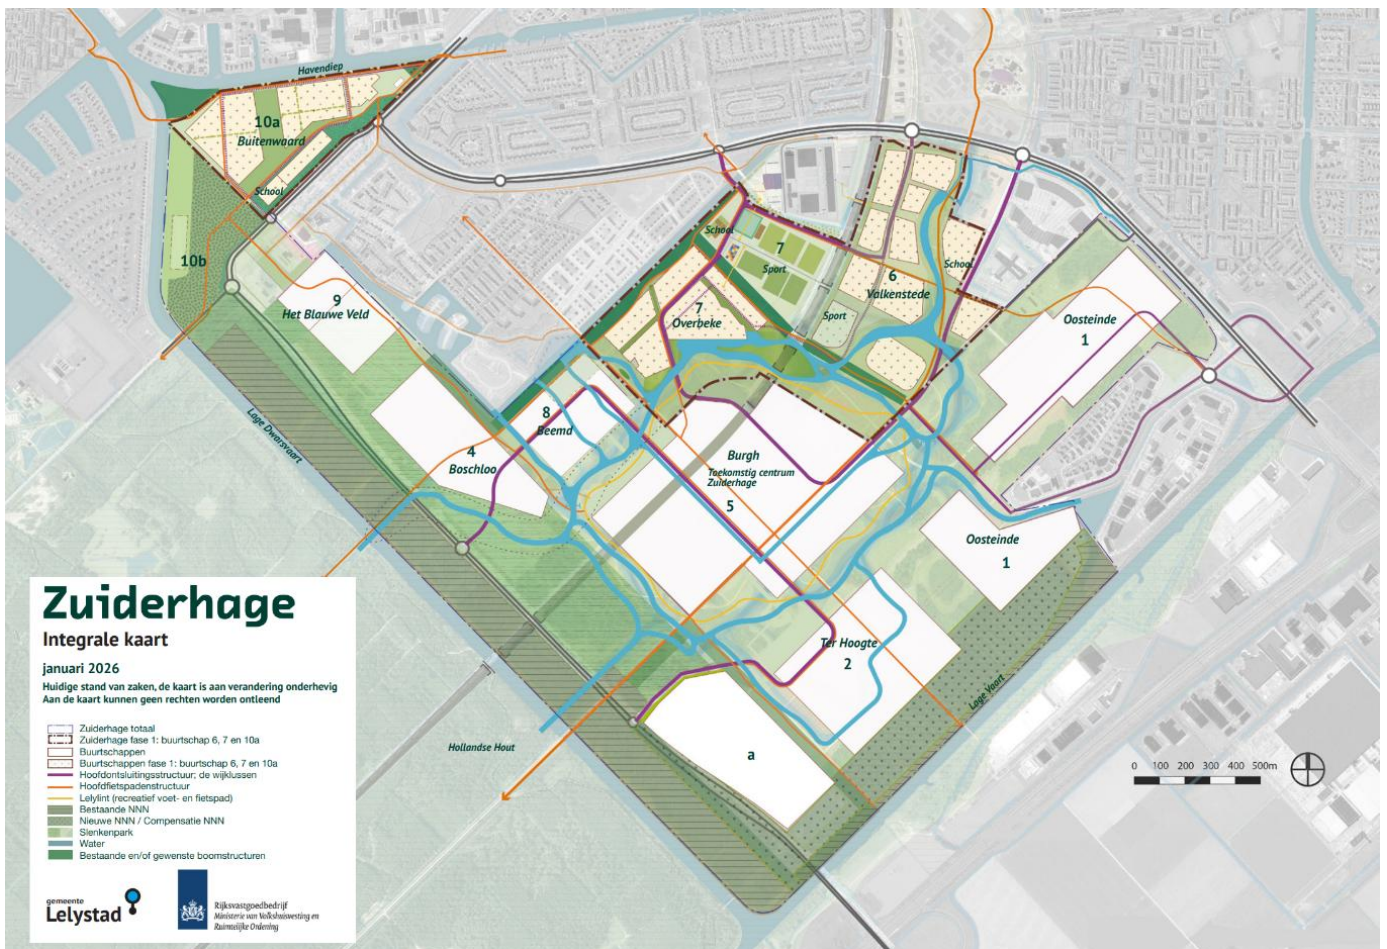 Havendiep
10a
Buitenwaard
School
10b
9
Het Blauwe Veld
School
7
Sport
6
Valkenstede
School
Sport
7
Overbeke
Oosteinde
1
Lage Dwarsvaart
8
Beemd
4
Boschloo
Burgh
Toekomstig centrum
Zuiderhage
5
Oosteinde
1
Ter Hoogte
2
Lage Vaart
a
Hollandse Hout
0 100 200 300 400 500m
Zuiderhage
Integrale kaart
januari 2026
Huidige stand van zaken, de kaart is aan verandering onderhevig
Aan de kaart kunnen geen rechten worden ontleend
Zuiderhage totaal
Zuiderhage fase 1: buurtschap 6, 7 en 10a
Buurtschappen
Buurtschappen fase 1: buurtschap 6, 7 en 10a
Hoofdontsluitingsstructuur; de wijklussen
Hoofdfietspadenstructuur
Lelylint (recreatief voet- en fietspad)
Bestaande NNN
Nieuwe NNN / Compensatie NNN
Slenkenpark
Water
Bestaande en/of gewenste boomstructuren
gemeente
Lelystad
Rijksvastgoedbedrijf
Ministerie van Volkshuisvesting en
Ruimtelijke Ordening